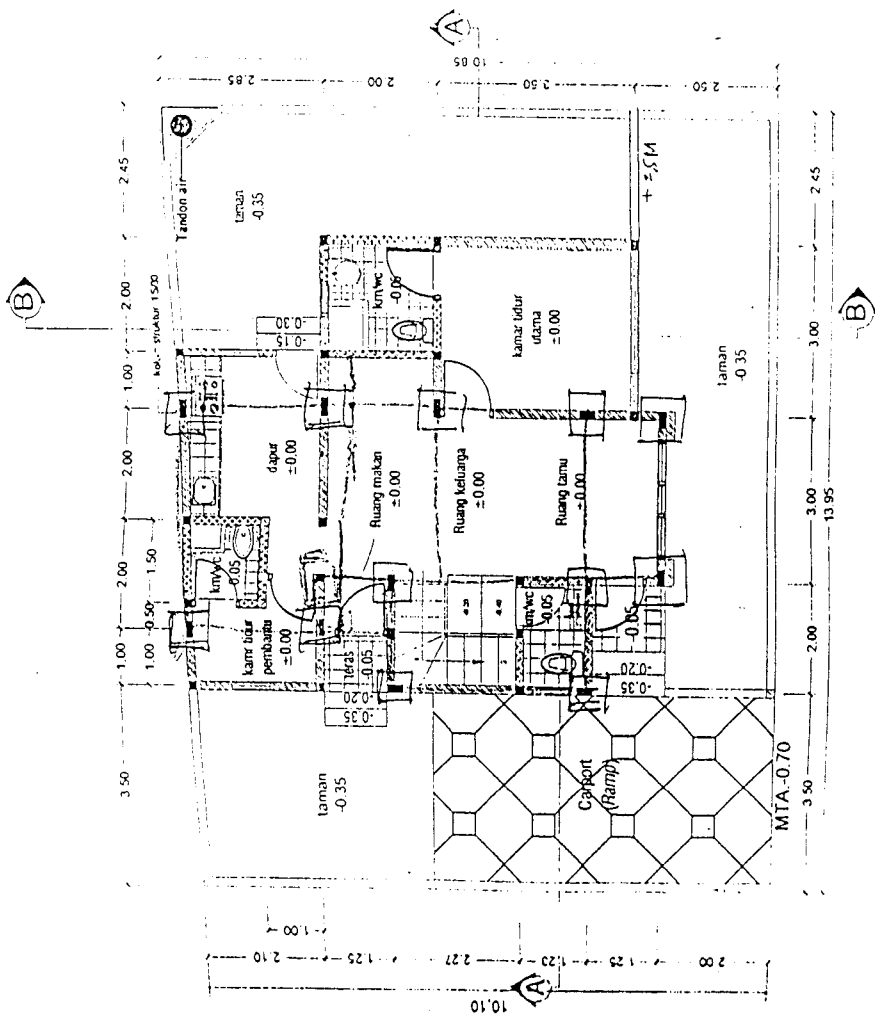 A
10.85
2.85
2.00
3.50
2.50
2.45
2.00
1.00
2.00
2.00
1.50
0.50
1.00
1.00
3.50
B
Tandon air
taman
-0.35
+ 2,5 M
km/wc
-0.30
-0.15
kamar tidur
utama
±0.00
2.45
3.00
3.00
13.95
2.00
3.50
B
taman
-0.35
dapur
±0.00
Ruang makan
±0.00
Ruang keluarga
±0.00
Ruang tamu
±0.00
km/wc
-0.05
pembantu
±0.00
teras
-0.05
-0.20
-0.35
km/wc
-0.05
-0.05
-0.20
-0.35
taman
-0.35
Carport
(Ramp)
MTA.-0.70
1.00
2.10
1.25
2.27
1.23
1.25
2.00
10.10
A